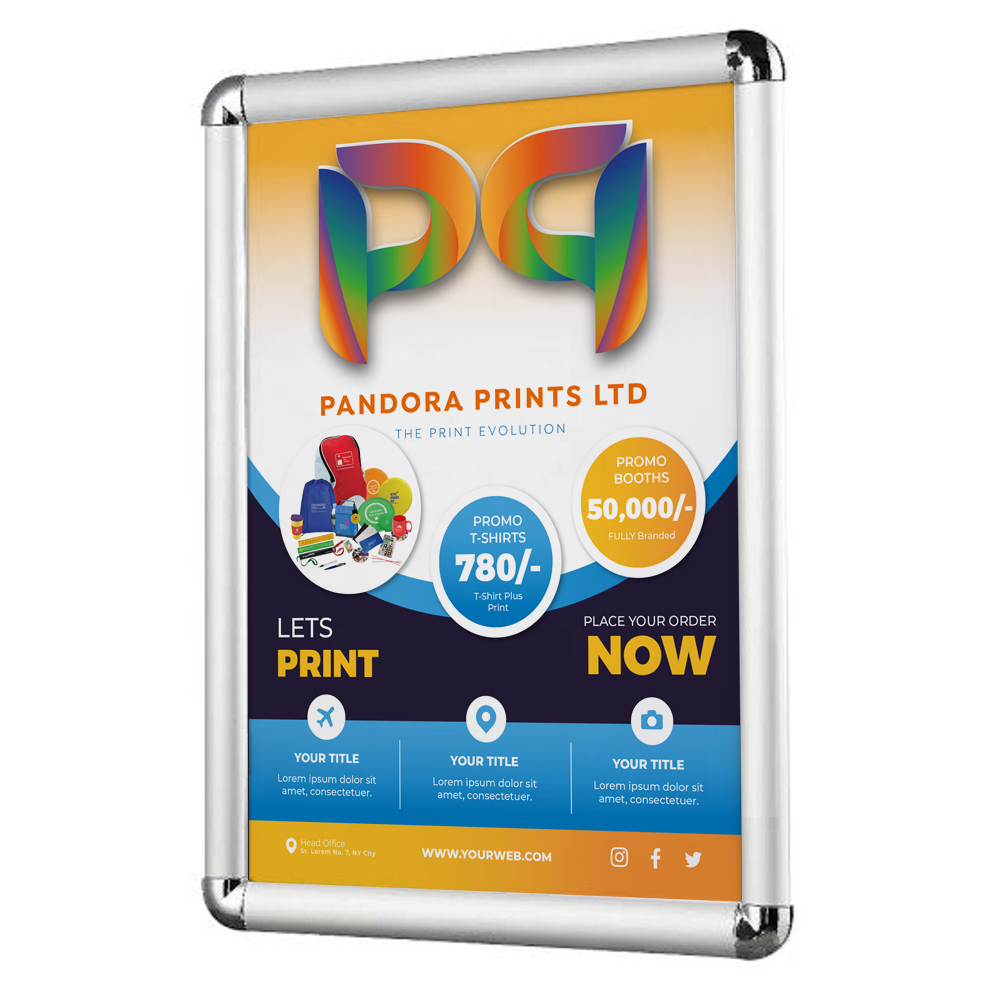 PANDORA PRINTS LTD
THE PRINT EVOLUTION
PROMO
BOOTHS
50,000/-
FULLY Branded
PROMO
T-SHIRTS
780/-
T-Shirt Plus
Print
LETS
PRINT
PLACE YOUR ORDER
NOW
YOUR TITLE
Lorem ipsum dolor sit
amet, consectetuer.
YOUR TITLE
Lorem ipsum dolor sit
amet, consectetuer.
YOUR TITLE
Lorem ipsum dolor sit
amet, consectetuer.
Head Office
St. Lorem No. 7, NY City
WWW.YOURWEB.COM